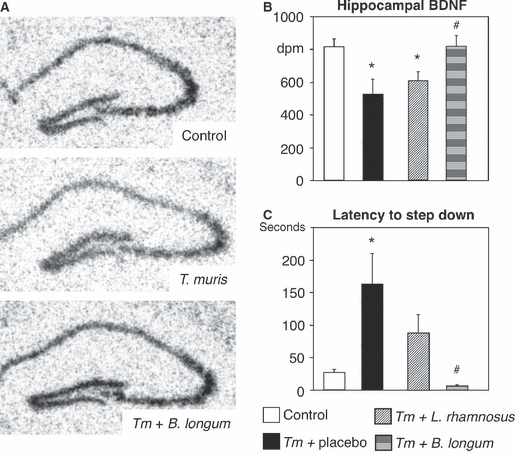 A
Control
T. muris
Tm + B. longum
B
Hippocampal BDNF
1000
dpm
800
600
400
200
0
*
*
#
C
Latency to step down
Seconds
200
150
100
50
0
*
#
Control
Tm + L. rhamnosus
Tm + placebo
Tm + B. longum